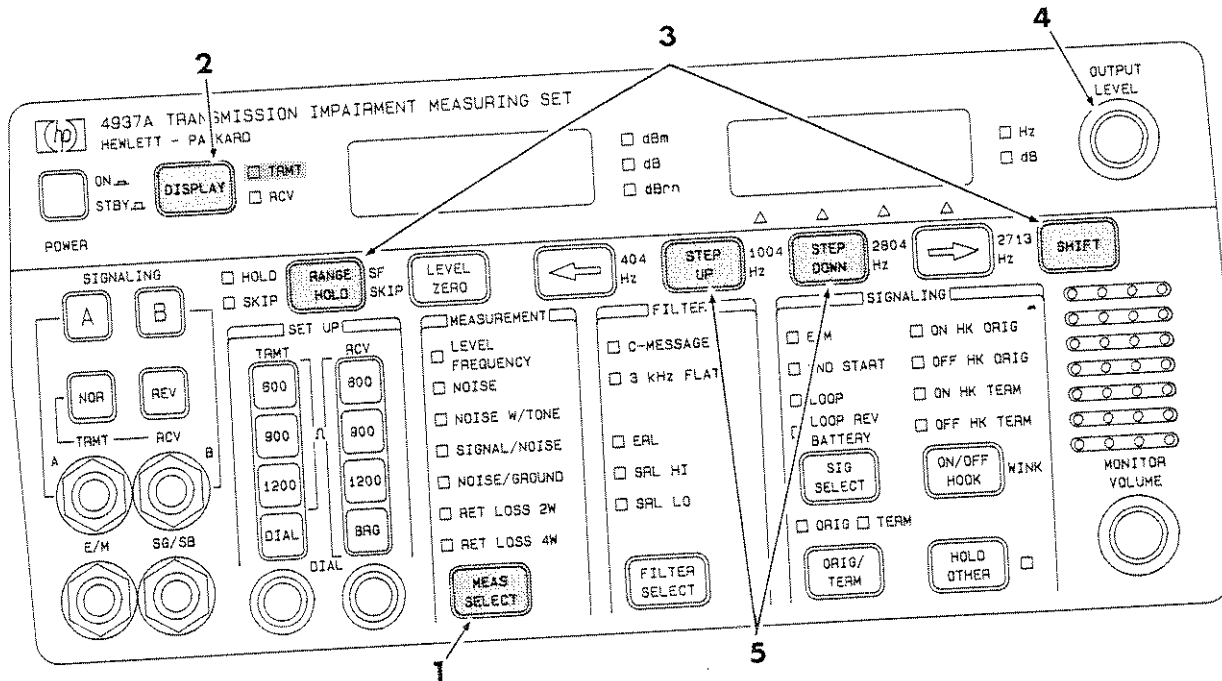 3
4
2
OUTPUT
LEVEL
hp
4937A TRANSMISSION IMPAIRMENT MEASURING SET
HEWLETT - PACKARD
ON
STBY
DISPLAY
TRMT
RCV
dBm
dB
dBrn
Hz
dB
POWER
SIGNALING
HOLD
SKIP
RANGE
HOLD
SF
SKIP
LEVEL
ZERO
404
Hz
STEP
UP
1004
Hz
STEP
DOWN
2804
Hz
2713
Hz
SHIFT
A
B
NOR
REV
TRMT
RCV
A
B
E/M
SG/SB
SET UP
TRMT
RCV
600
900
1200
DIAL
Ω
600
900
1200
BRG
DIAL
MEASUREMENT
LEVEL
FREQUENCY
NOISE
NOISE W/TONE
SIGNAL/NOISE
NOISE/GROUND
RET LOSS 2W
RET LOSS 4W
MEAS
SELECT
FILTER
C-MESSAGE
3 kHz FLAT
ERL
SRL HI
SRL LO
FILTER
SELECT
SIGNALING
E/M
GND START
LOOP
LOOP REV
BATTERY
SIG
SELECT
ORIG
TERM
ORIG/
TERM
ON HK ORIG
OFF HK ORIG
ON HK TERM
OFF HK TERM
ON/OFF
HOOK
WINK
HOLD
OTHER
MONITOR
VOLUME
1
5